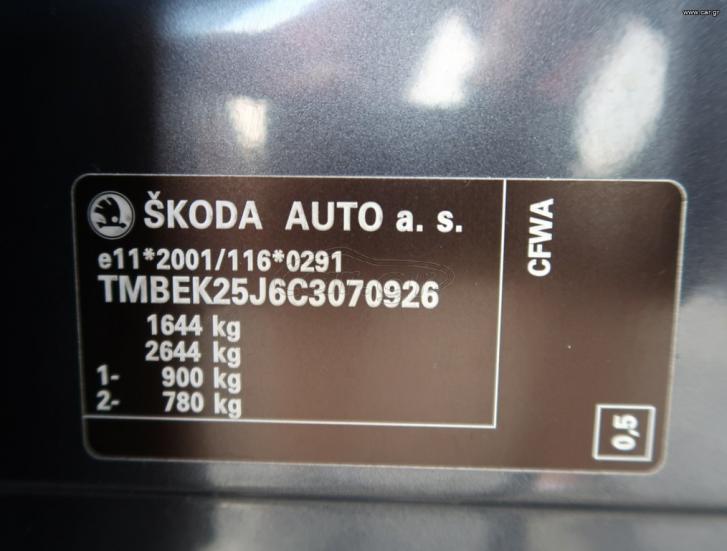 www.car.gr
ŠKODA AUTO a. s.
e11*2001/116*0291
TMBEK25J6C3070926
1644 kg
2644 kg
1- 900 kg
2- 780 kg
CFWA
0,5